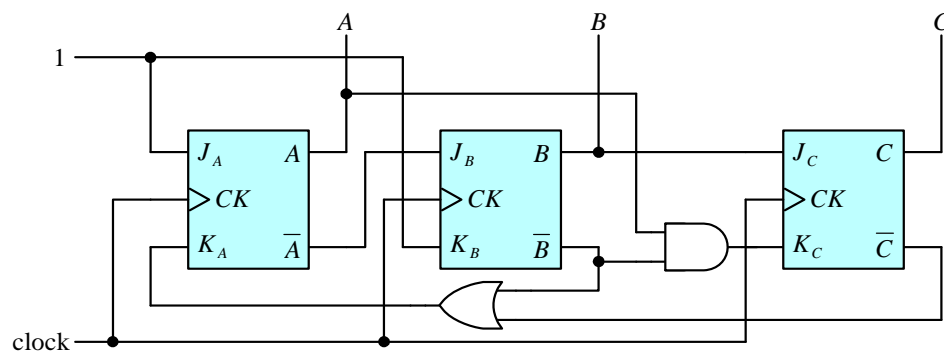 A B C
1
J_A A J_B B J_C C
CK CK CK
K_A A̅ K_B B̅ K_C C̅
clock